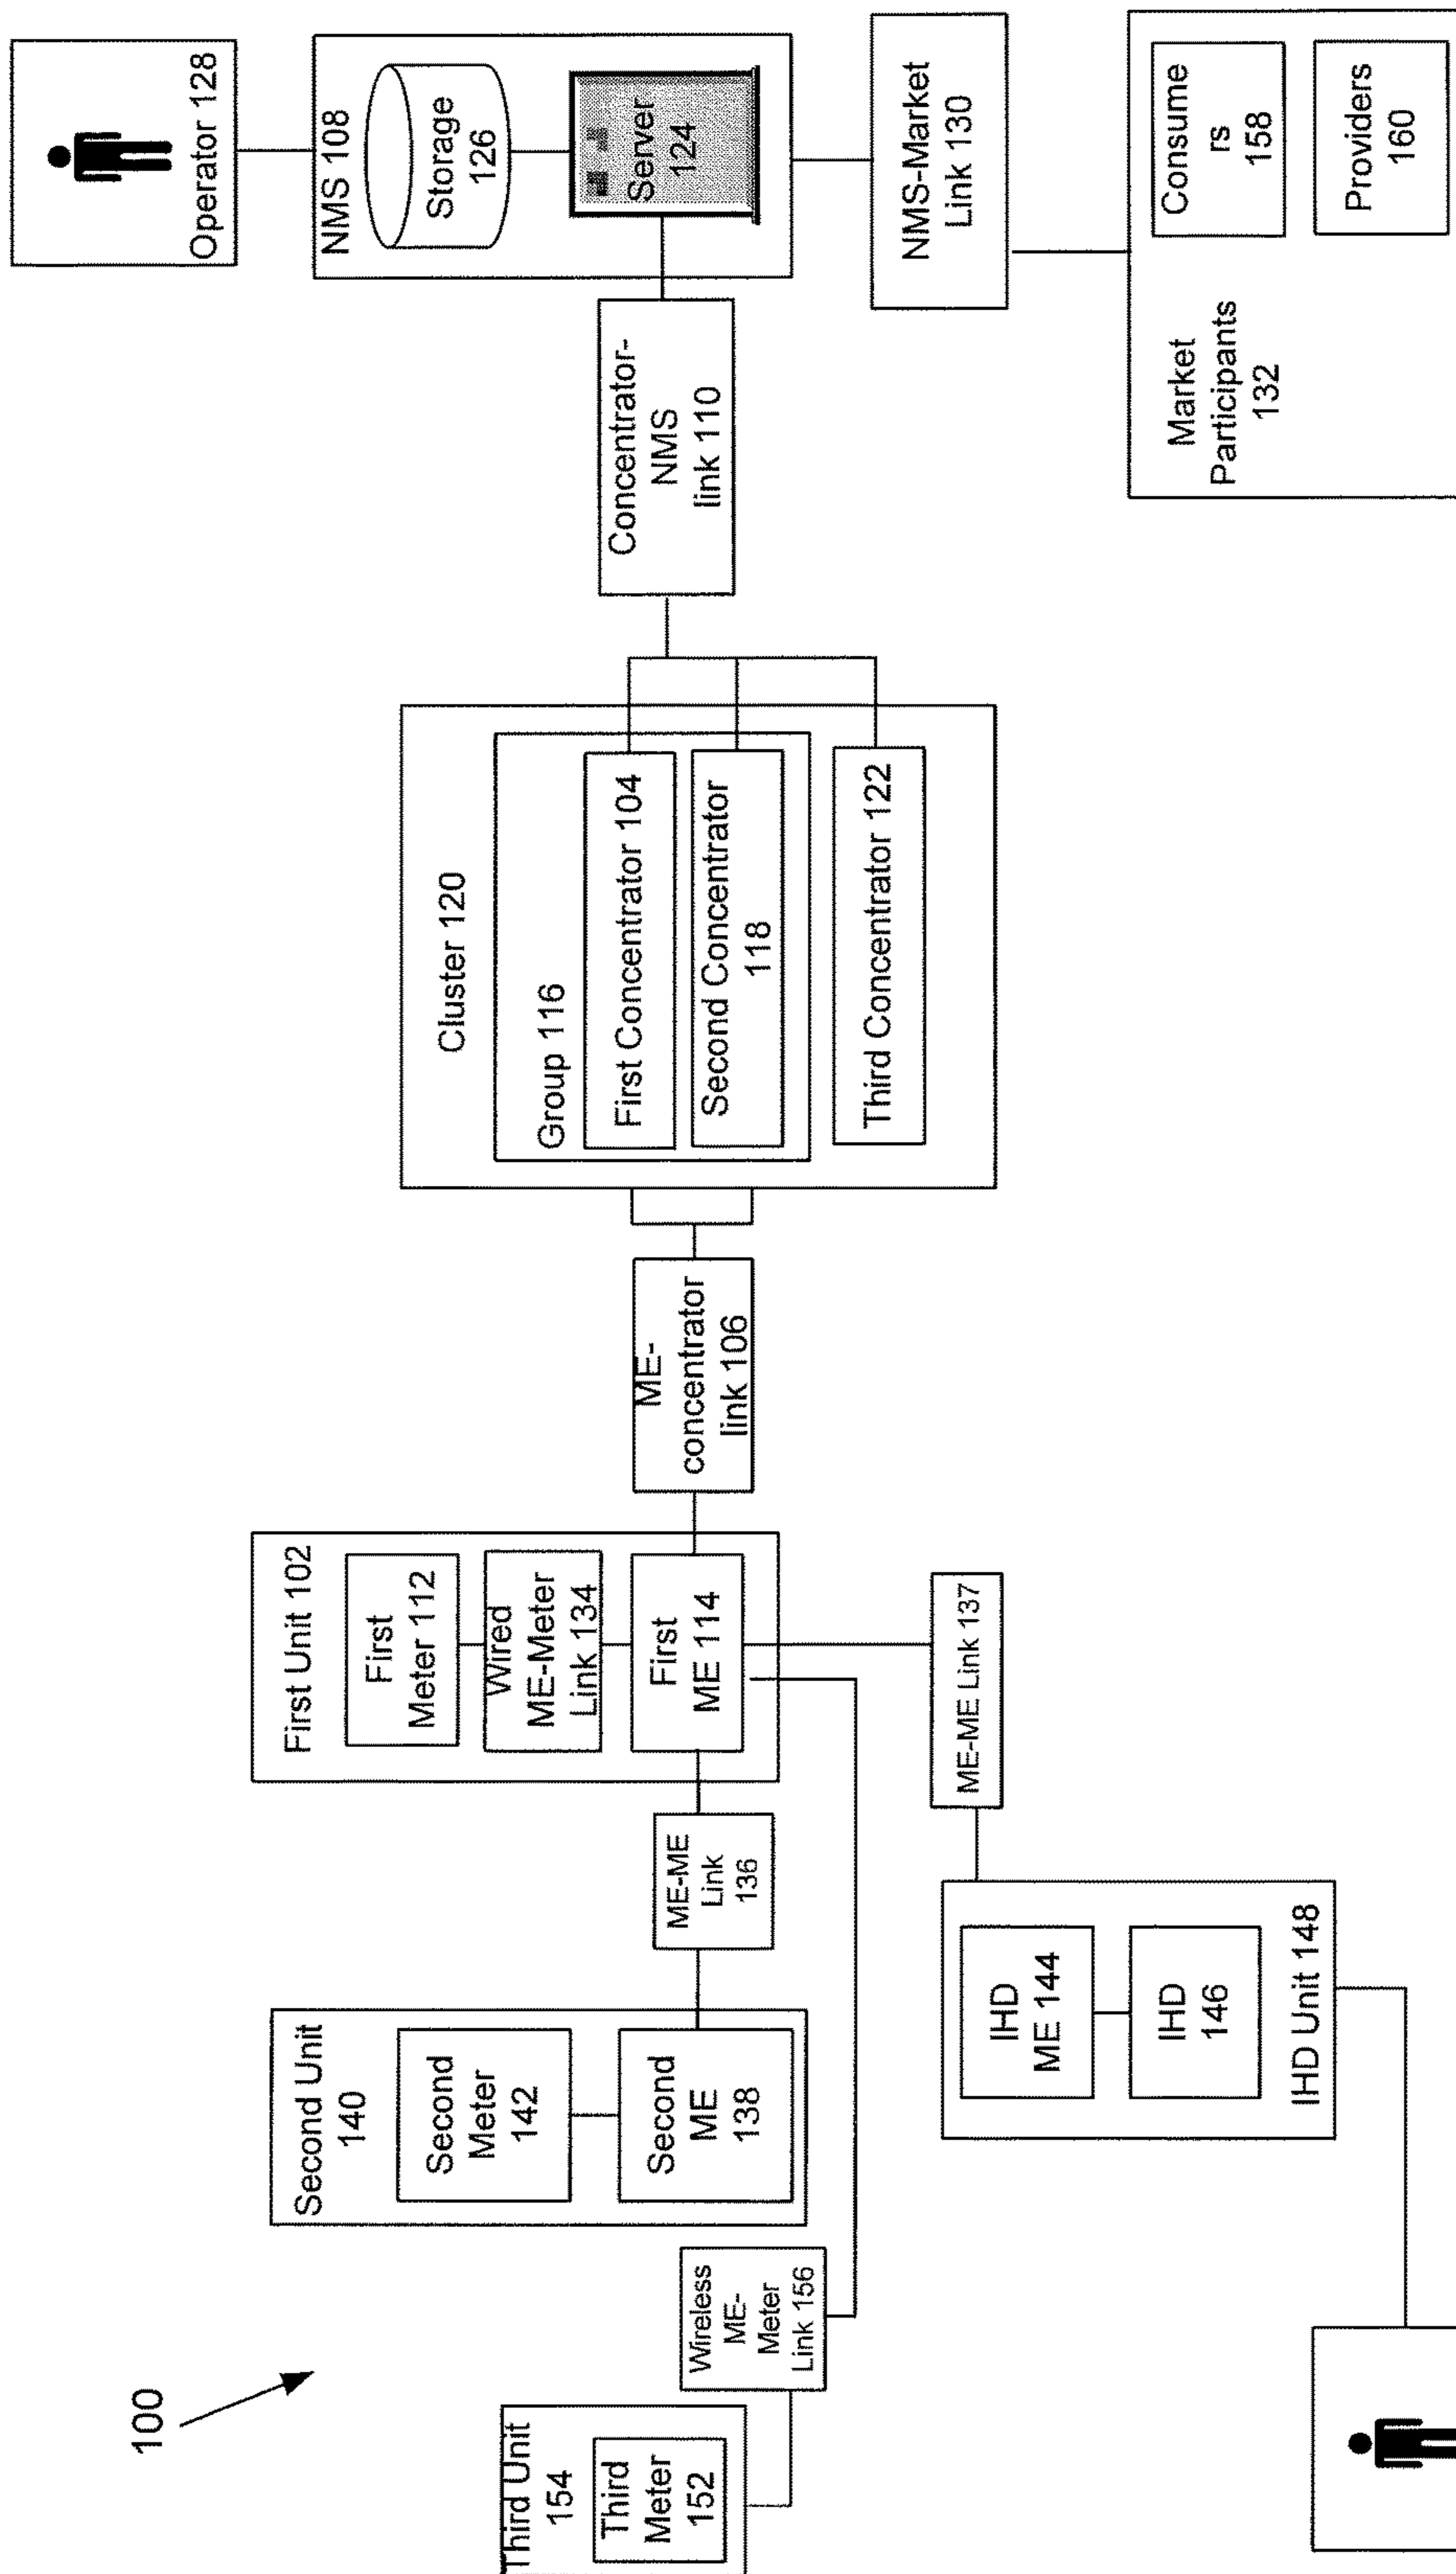 100
Third Unit
154
Third
Meter
152
Wireless
ME-
Meter
Link 156
Second Unit
140
Second
Meter
142
Second
ME
138
ME-ME
Link
136
First Unit 102
First
Meter 112
Wired
ME-Meter
Link 134
First
ME 114
ME-ME Link 137
IHD
ME 144
IHD
146
IHD Unit 148
ME-
concentrator
link 106
Cluster 120
Group 116
First Concentrator 104
Second Concentrator
118
Third Concentrator 122
Concentrator-
NMS
link 110
Operator 128
NMS 108
Storage
126
Server
124
NMS-Market
Link 130
Market
Participants
132
Consume
rs
158
Providers
160